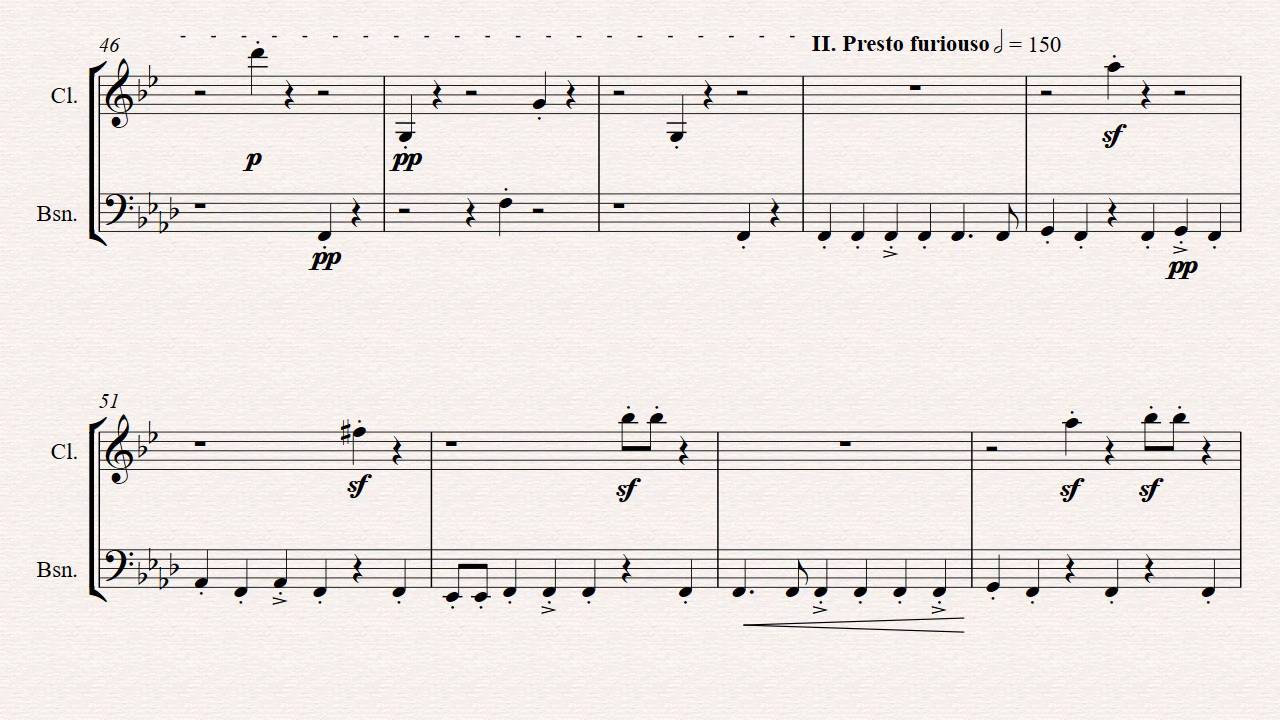 46
II. Presto furiouso 𝅗𝅥 = 150
Cl.
sf
p
pp
Bsn.
pp
pp
51
Cl.
sf
sf
sf
sf
Bsn.